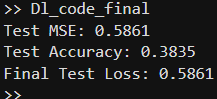 >> Dl_code_final
Test MSE: 0.5861
Test Accuracy: 0.3835
Final Test Loss: 0.5861
>>